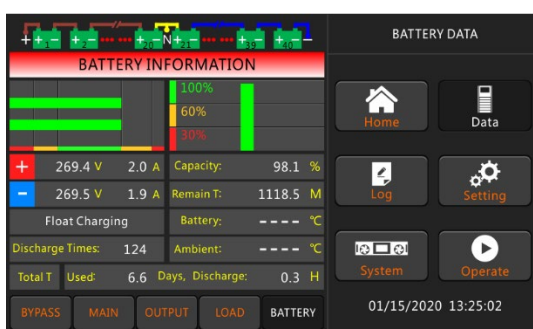 + + - 1 + - 2 + - 20 N + - 21 + - 39 + - 40 -
BATTERY DATA
BATTERY INFORMATION
100%
60%
30%
+ 269.4 V 2.0 A Capacity: 98.1 %
- 269.5 V 1.9 A Remain T: 1118.5 M
Float Charging Battery: - - - - ℃
Discharge Times: 124 Ambient: - - - - ℃
Total T Used: 6.6 Days, Discharge: 0.3 H
BYPASS MAIN OUTPUT LOAD BATTERY
Home Data
Log Setting
System Operate
01/15/2020 13:25:02